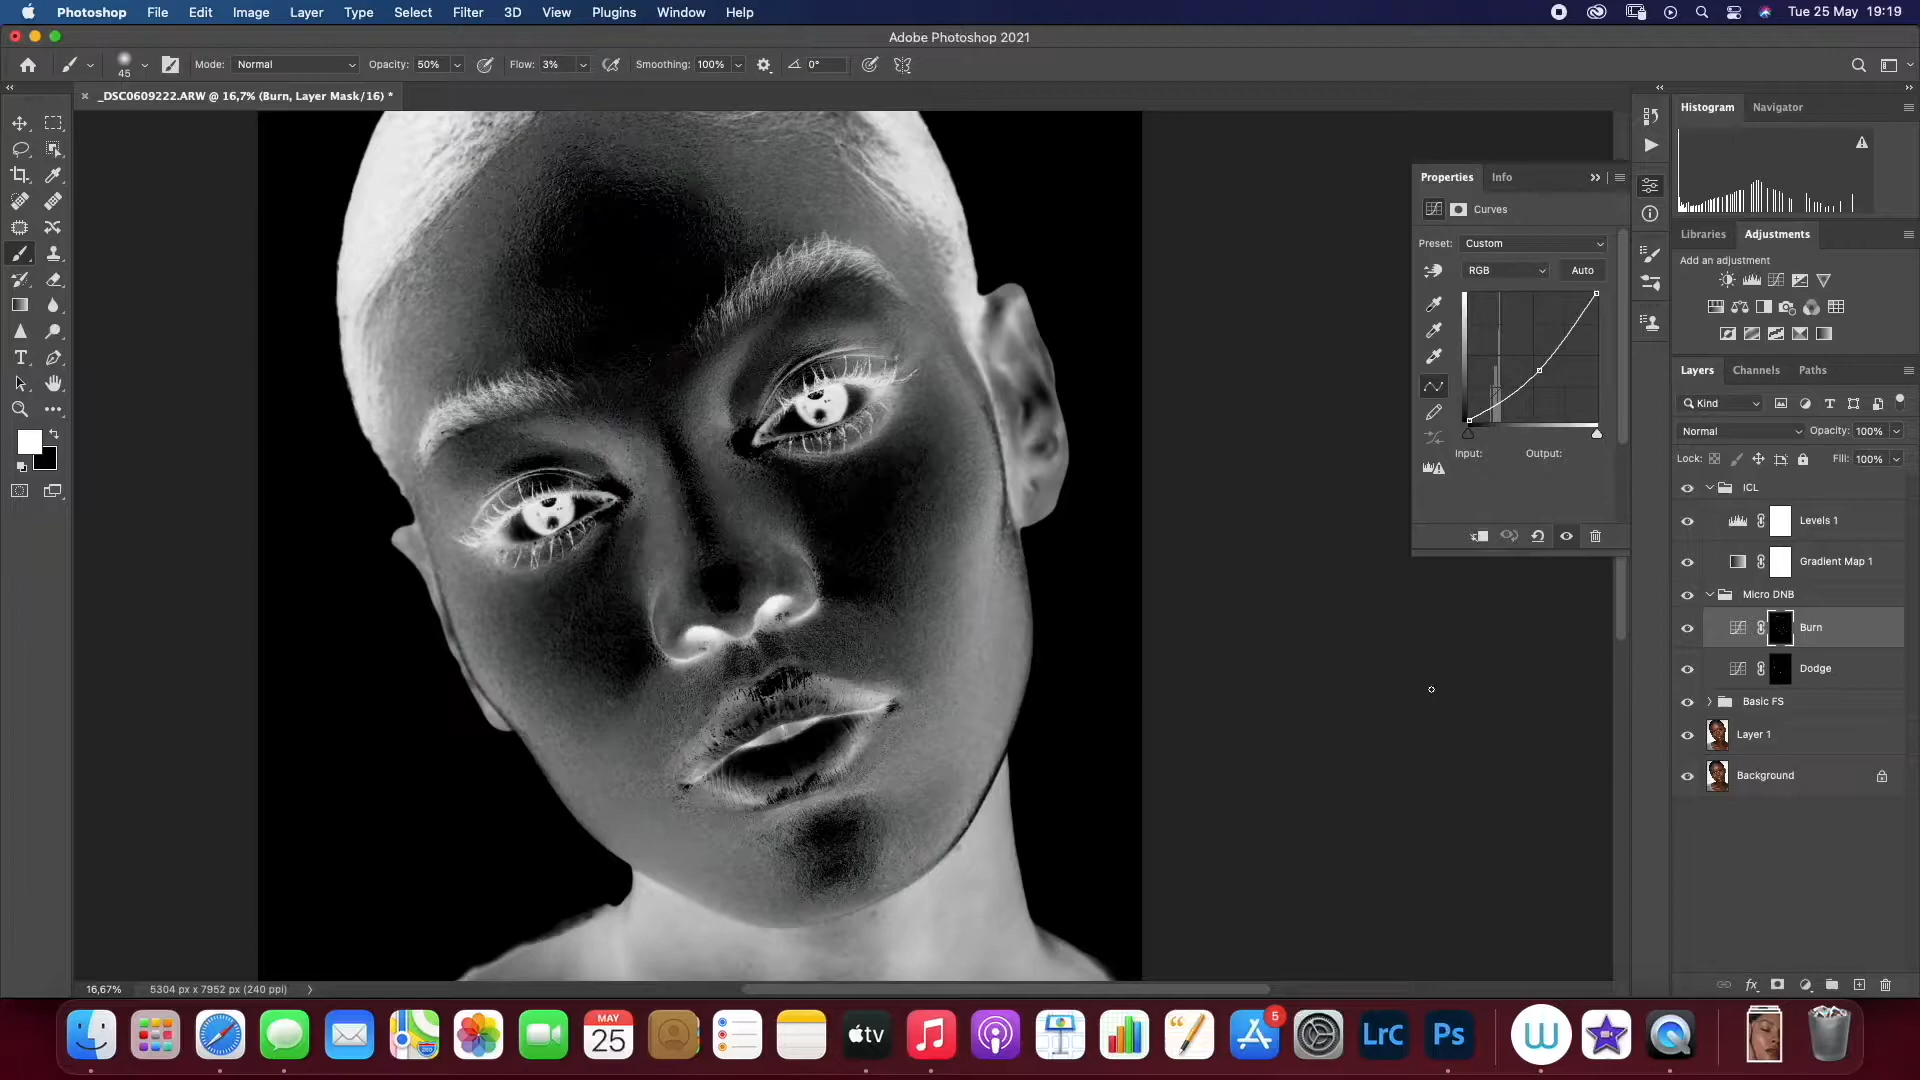 Photoshop File Edit Image Layer Type Select Filter 3D View Plugins Window Help Tue 25 May 19:19
Adobe Photoshop 2021
45 Mode: Normal Opacity: 50% Flow: 3% Smoothing: 100% 0°
_DSC0609222.ARW @ 16,7% (Burn, Layer Mask/16) *
Histogram Navigator
Properties Info
Curves
Libraries Adjustments
Preset: Custom
Add an adjustment
RGB Auto
Layers Channels Paths
Kind
Normal Opacity: 100%
Input: Output:
Lock: Fill: 100%
ICL
Levels 1
Gradient Map 1
Micro DNB
Burn
Dodge
Basic FS
Layer 1
Background
T
fx
16,67% 5304 px x 7952 px (240 ppi)
MAY
25
280
tv
5
LrC
Ps
W